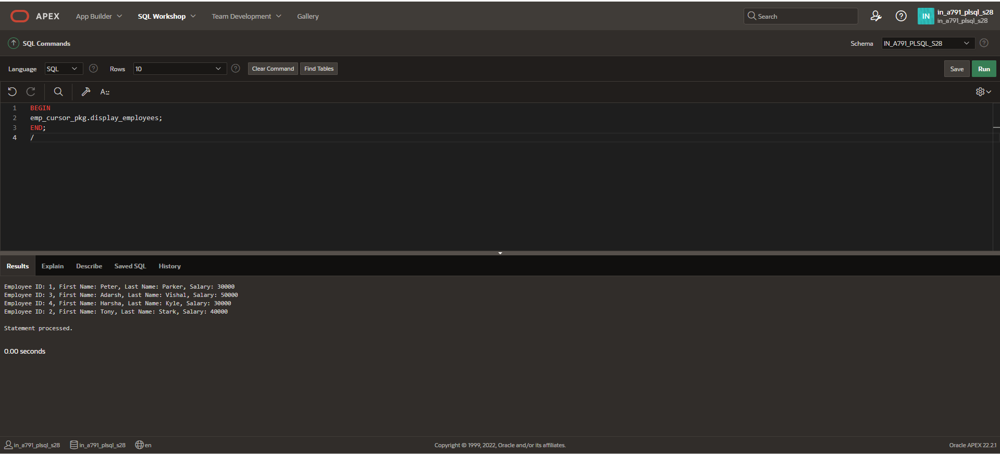 APEX App Builder SQL Workshop Team Development Gallery Search IN in_a791_plsql_s28
in_a791_plsql_s28
SQL Commands Schema IN_A791_PLSQL_S28
Language SQL Rows 10 Clear Command Find Tables Save Run
A::
1 BEGIN
2 emp_cursor_pkg.display_employees;
3 END;
4 /
Results Explain Describe Saved SQL History
Employee ID: 1, First Name: Peter, Last Name: Parker, Salary: 30000
Employee ID: 3, First Name: Adarsh, Last Name: Vishal, Salary: 50000
Employee ID: 4, First Name: Harsha, Last Name: Kyle, Salary: 30000
Employee ID: 2, First Name: Tony, Last Name: Stark, Salary: 40000
Statement processed.
0.00 seconds
in_a791_plsql_s28 in_a791_plsql_s28 en Copyright © 1999, 2022, Oracle and/or its affiliates. Oracle APEX 22.2.1